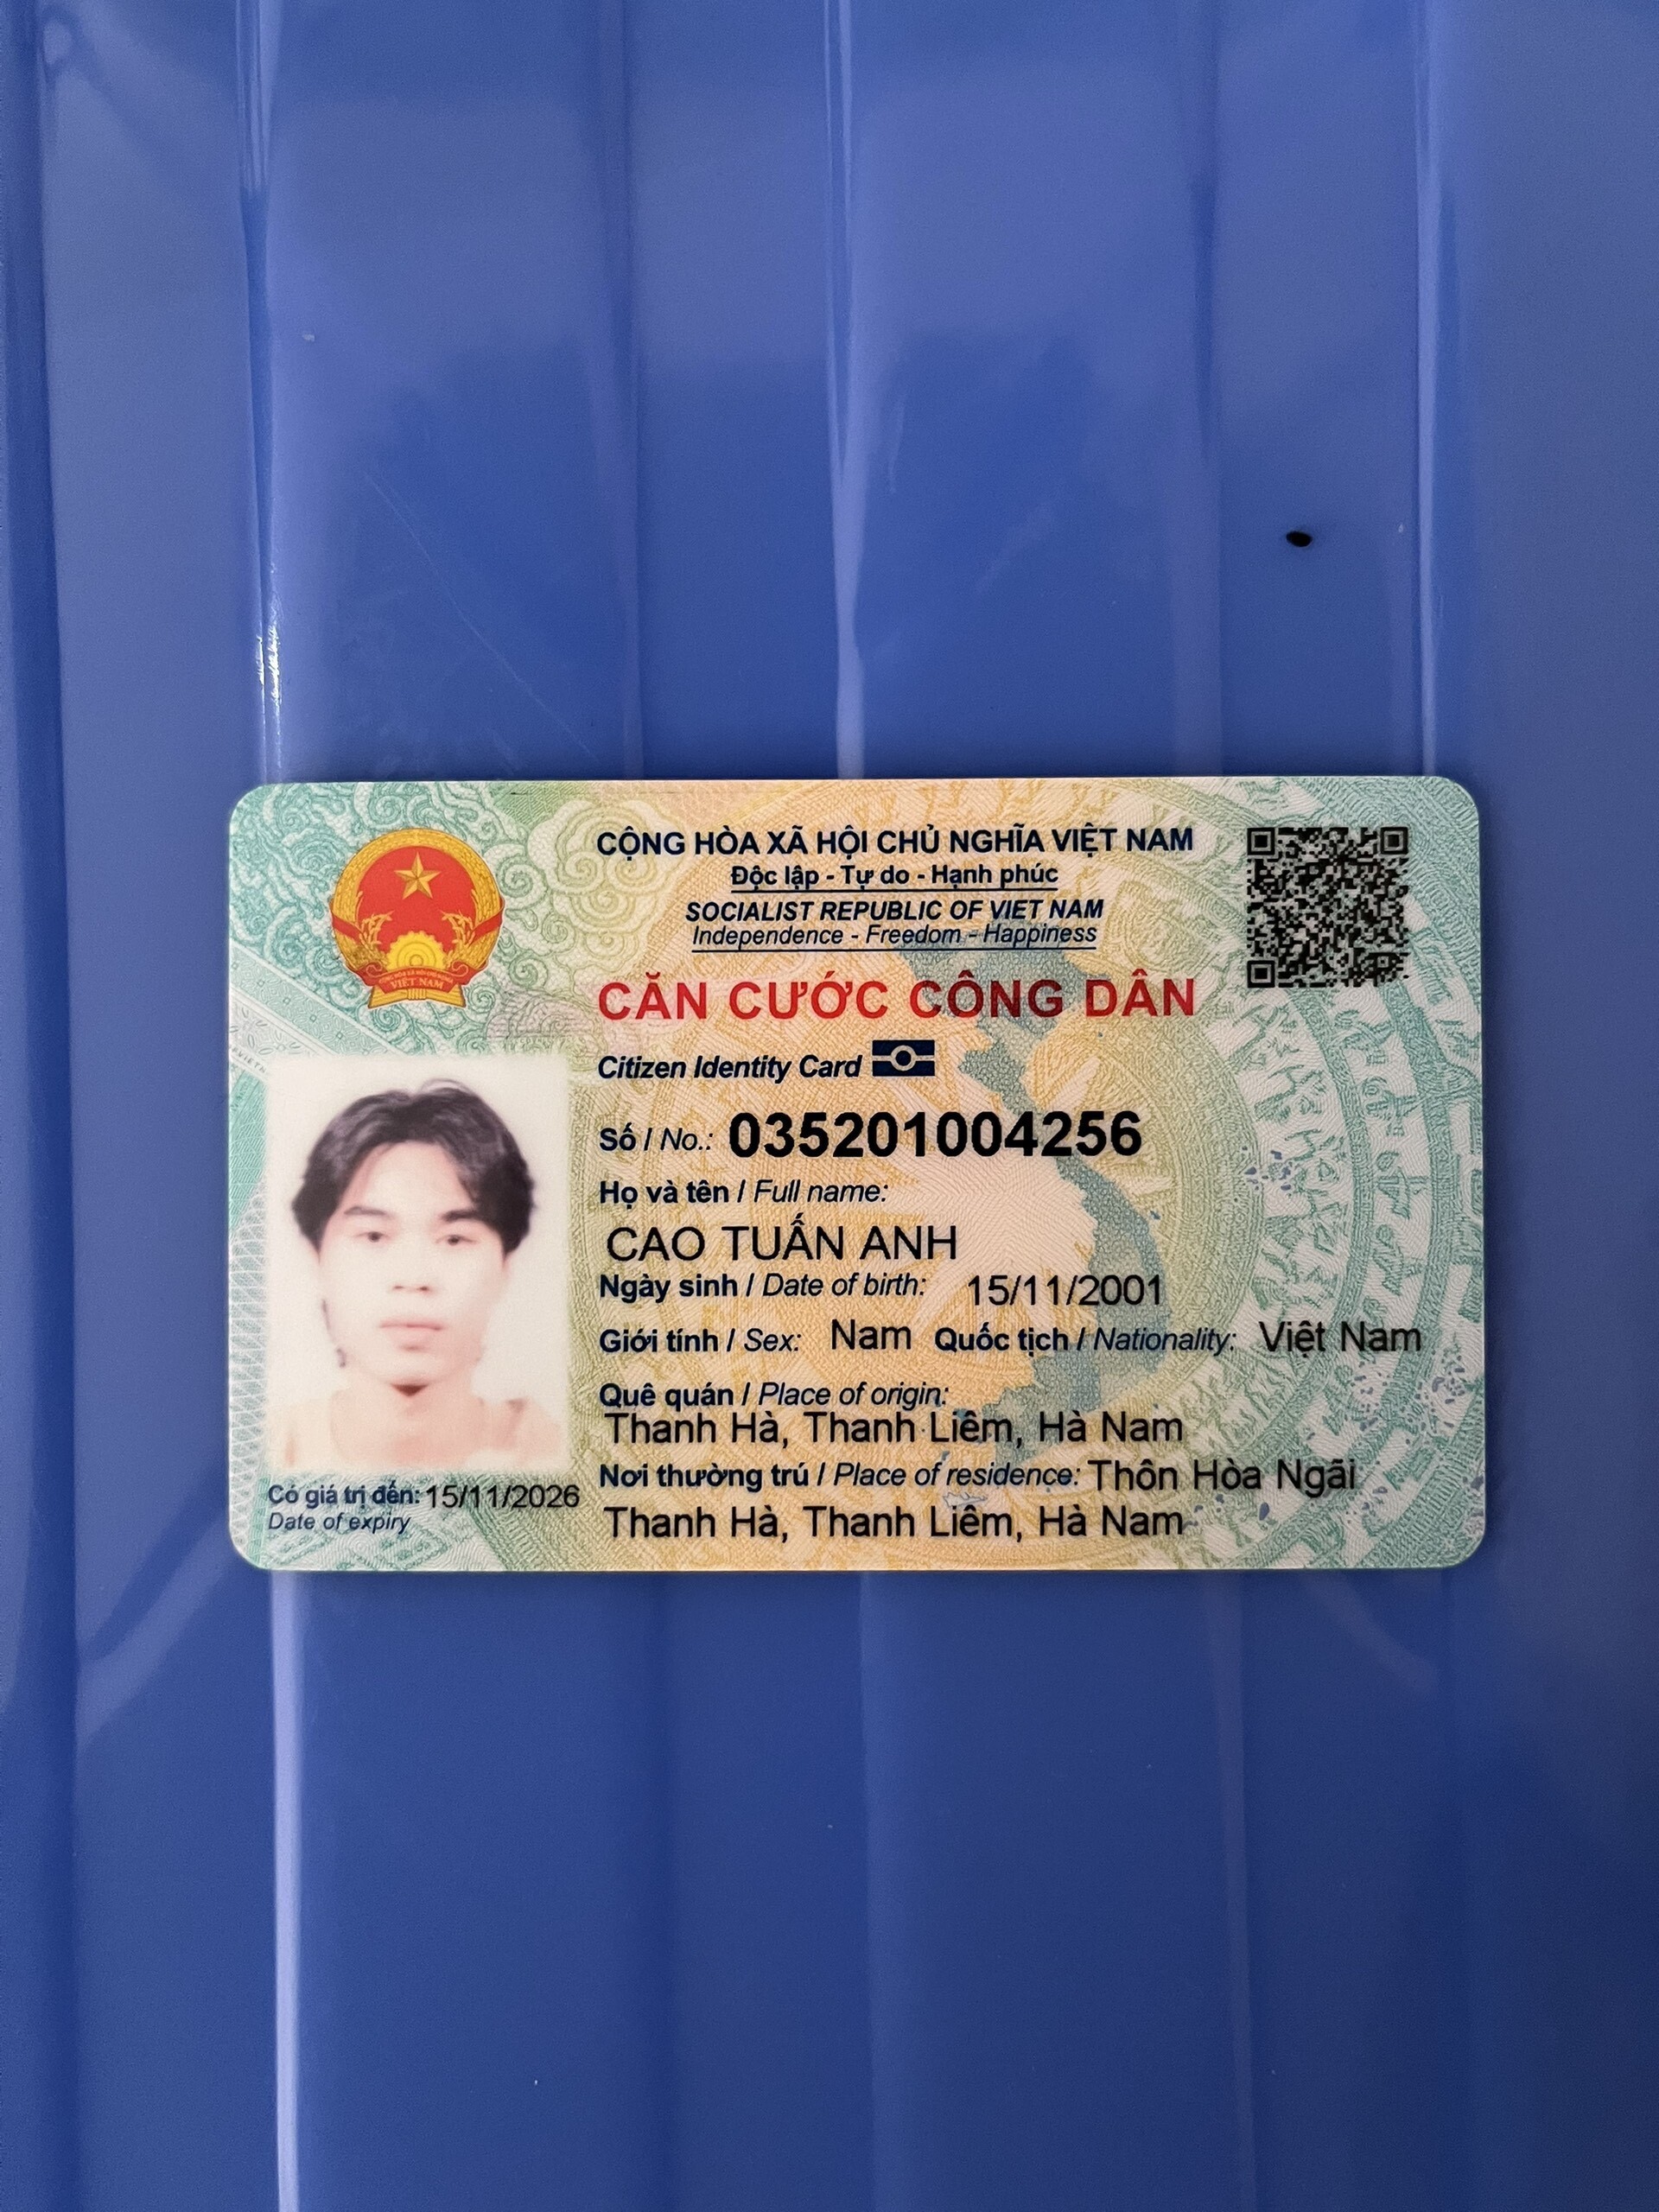 CỘNG HÒA XÃ HỘI CHỦ NGHĨA VIỆT NAM
Độc lập - Tự do - Hạnh phúc
SOCIALIST REPUBLIC OF VIET NAM
Independence - Freedom - Happiness
CĂN CƯỚC CÔNG DÂN
Citizen Identity Card
Số / No.: 035201004256
Họ và tên / Full name:
CAO TUẤN ANH
Ngày sinh / Date of birth: 15/11/2001
Giới tính / Sex: Nam Quốc tịch / Nationality: Việt Nam
Quê quán / Place of origin:
Thanh Hà, Thanh Liêm, Hà Nam
Nơi thường trú / Place of residence: Thôn Hòa Ngãi
Thanh Hà, Thanh Liêm, Hà Nam
Có giá trị đến: 15/11/2026
Date of expiry
VIỆT NAM